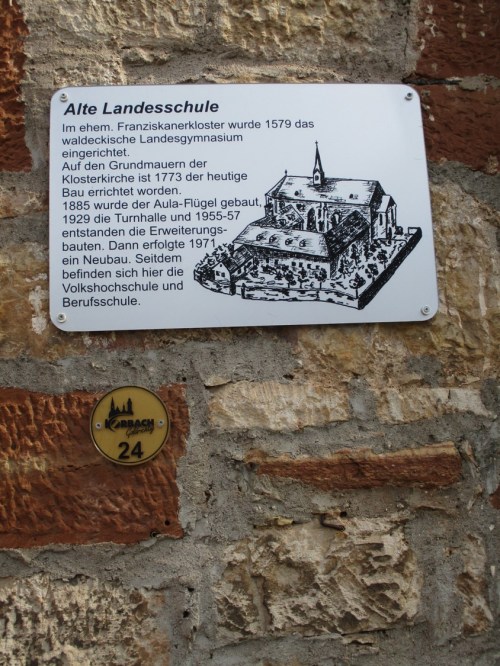 Alte Landesschule
Im ehem. Franziskanerkloster wurde 1579 das
waldeckische Landesgymnasium
eingerichtet.
Auf den Grundmauern der
Klosterkirche ist 1773 der heutige
Bau errichtet worden.
1885 wurde der Aula-Flügel gebaut,
1929 die Turnhalle und 1955-57
entstanden die Erweiterungs-
bauten. Dann erfolgte 1971
ein Neubau. Seitdem
befinden sich hier die
Volkshochschule und
Berufsschule.
KORBACH
24